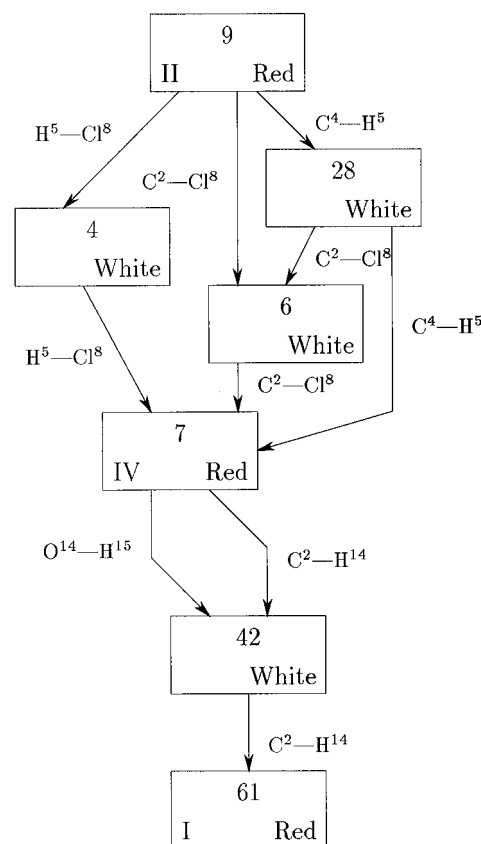 9
II Red
H⁵—Cl⁸
C²—Cl⁸
C⁴—H⁵
28
White
4
White
C²—Cl⁸
6
White
C⁴—H⁵
H⁵—Cl⁸
C²—Cl⁸
7
IV Red
O¹⁴—H¹⁵
C²—H¹⁴
42
White
C²—H¹⁴
61
I Red